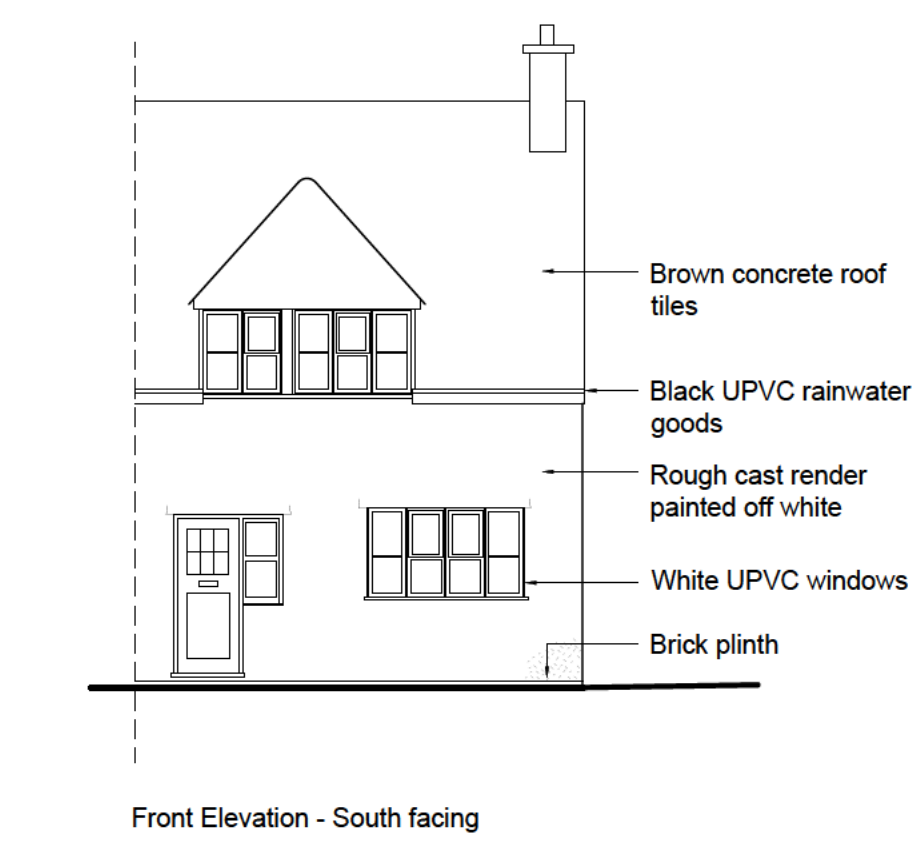 Brown concrete roof
tiles
Black UPVC rainwater
goods
Rough cast render
painted off white
White UPVC windows
Brick plinth
Front Elevation - South facing